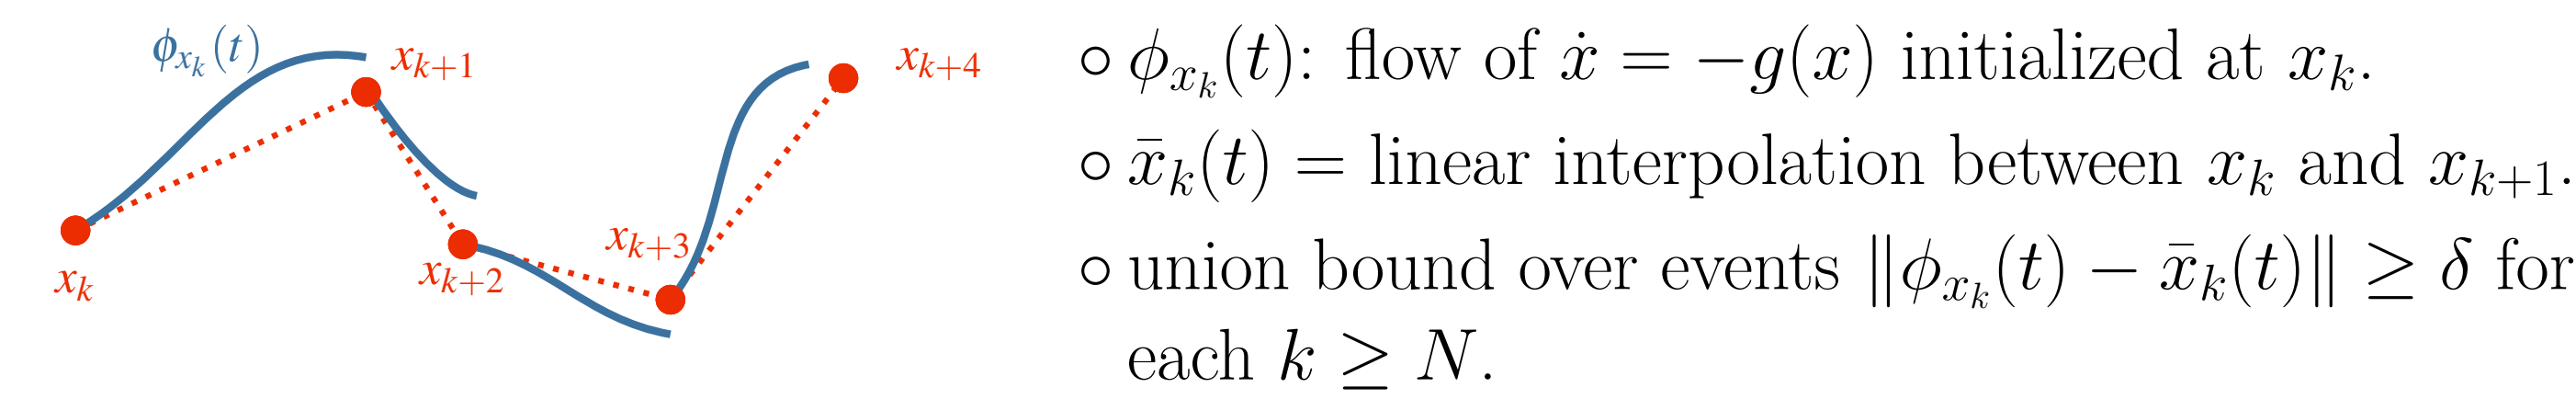 ϕ_{x_k}(t)
x_{k+1}
x_{k+4}
x_{k+3}
x_{k+2}
x_k
∘ ϕ_{x_k}(t): flow of ẋ = −g(x) initialized at x_k.
∘ x̄_k(t) = linear interpolation between x_k and x_{k+1}.
∘ union bound over events ‖ϕ_{x_k}(t) − x̄_k(t)‖ ≥ δ for
each k ≥ N.